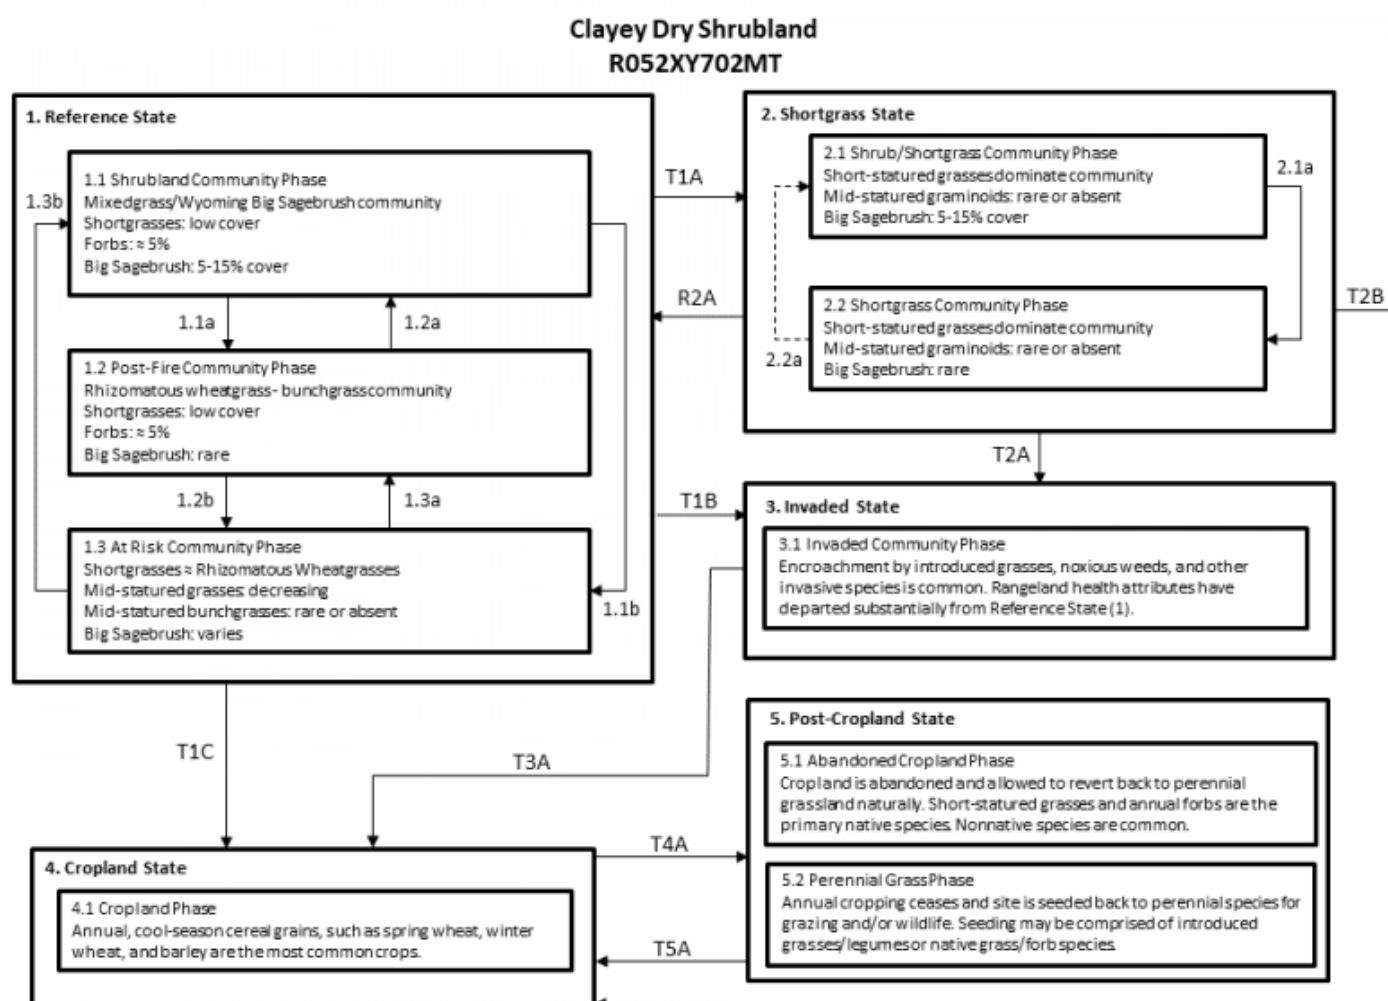 Clayey Dry Shrubland
R052XY702MT
1. Reference State
1.1 Shrubland Community Phase
Mixedgrass/Wyoming Big Sagebrush community
Shortgrasses: low cover
Forbs: ≈ 5%
Big Sagebrush: 5-15% cover
1.3b
1.1a
1.2a
1.2 Post-Fire Community Phase
Rhizomatous wheatgrass- bunchgrass community
Shortgrasses: low cover
Forbs: ≈ 5%
Big Sagebrush: rare
1.2b
1.3a
1.3 At Risk Community Phase
Shortgrasses ≈ Rhizomatous Wheatgrasses
Mid-statured grasses: decreasing
Mid-statured bunchgrasses: rare or absent
Big Sagebrush: varies
1.1b
T1A
R2A
T1B
2. Shortgrass State
2.1 Shrub/Shortgrass Community Phase
Short-statured grasses dominate community
Mid-statured graminoids: rare or absent
Big Sagebrush: 5-15% cover
2.1a
2.2 Shortgrass Community Phase
Short-statured grasses dominate community
Mid-statured graminoids: rare or absent
Big Sagebrush: rare
2.2a
T2B
T2A
3. Invaded State
3.1 Invaded Community Phase
Encroachment by introduced grasses, noxious weeds, and other
invasive species is common. Rangeland health attributes have
departed substantially from Reference State (1).
T1C
T3A
5. Post-Cropland State
5.1 Abandoned Cropland Phase
Cropland is abandoned and allowed to revert back to perennial
grassland naturally. Short-statured grasses and annual forbs are the
primary native species. Nonnative species are common.
5.2 Perennial Grass Phase
Annual cropping ceases and site is seeded back to perennial species for
grazing and/or wildlife. Seeding may be comprised of introduced
grasses/legumes or native grass/forb species.
T4A
T5A
4. Cropland State
4.1 Cropland Phase
Annual, cool-season cereal grains, such as spring wheat, winter
wheat, and barley are the most common crops.